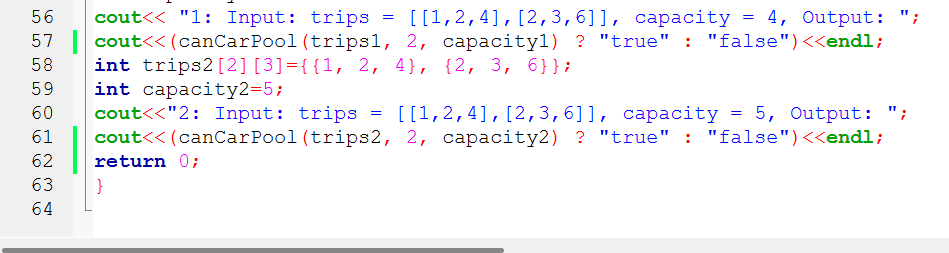 56 cout<< "1: Input: trips = [[1,2,4],[2,3,6]], capacity = 4, Output: ";
57 cout<<(canCarPool(trips1, 2, capacity1) ? "true" : "false")<<endl;
58 int trips2[2][3]={{1, 2, 4}, {2, 3, 6}};
59 int capacity2=5;
60 cout<<"2: Input: trips = [[1,2,4],[2,3,6]], capacity = 5, Output: ";
61 cout<<(canCarPool(trips2, 2, capacity2) ? "true" : "false")<<endl;
62 return 0;
63 }
64